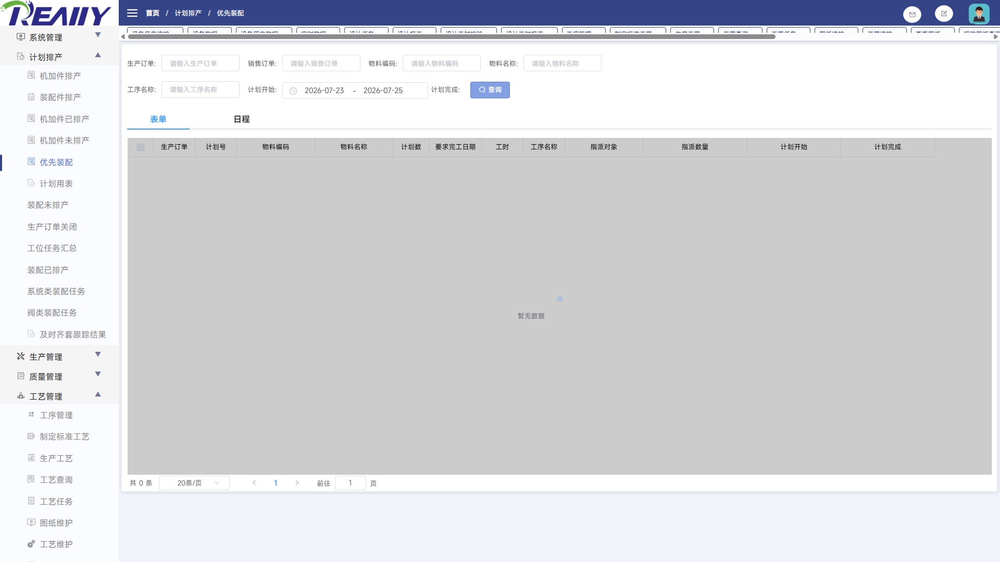 REAllY
首页 / 计划排产 / 优先装配
系统管理
计划排产
机加件排产
装配件排产
机加件已排产
机加件未排产
优先装配
计划用表
装配未排产
生产订单关闭
工位任务汇总
装配已排产
系统类装配任务
阀类装配任务
及时齐套跟踪结果
生产管理
质量管理
工艺管理
工序管理
制定标准工艺
生产工艺
工艺查询
工艺任务
图纸维护
工艺维护
生产订单: 请输入生产订单 销售订单: 请输入销售订单 物料编码: 请输入物料编码 物料名称: 请输入物料名称
工序名称: 请输入工序名称 计划开始: 2026-07-23 - 2026-07-25 计划完成: 查询
表单 日程
生产订单 计划号 物料编码 物料名称 计划数 要求完工日期 工时 工序名称 指派对象 指派数量 计划开始 计划完成
暂无数据
共 0 条 20条/页 1 前往 1 页